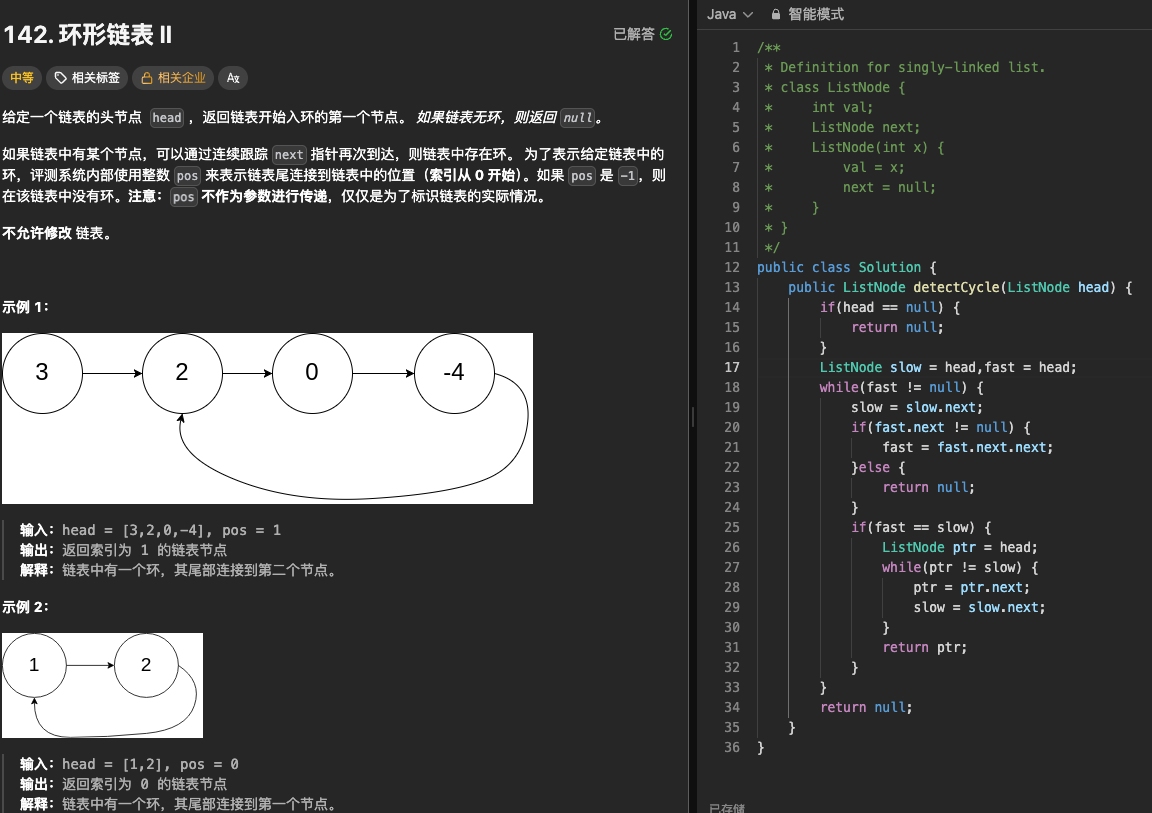 142. 环形链表 II
已解答
中等 相关标签 相关企业 Ax
给定一个链表的头节点 head ，返回链表开始入环的第一个节点。 如果链表无环，则返回 null。
如果链表中有某个节点，可以通过连续跟踪 next 指针再次到达，则链表中存在环。 为了表示给定链表中的
环，评测系统内部使用整数 pos 来表示链表尾连接到链表中的位置（索引从 0 开始）。如果 pos 是 -1，则
在该链表中没有环。注意：pos 不作为参数进行传递，仅仅是为了标识链表的实际情况。
不允许修改 链表。
示例 1：
3 2 0 -4
输入：head = [3,2,0,-4], pos = 1
输出：返回索引为 1 的链表节点
解释：链表中有一个环，其尾部连接到第二个节点。
示例 2：
1 2
输入：head = [1,2], pos = 0
输出：返回索引为 0 的链表节点
解释：链表中有一个环，其尾部连接到第一个节点。
Java 智能模式
1 /**
2  * Definition for singly-linked list.
3  * class ListNode {
4  *     int val;
5  *     ListNode next;
6  *     ListNode(int x) {
7  *         val = x;
8  *         next = null;
9  *     }
10  * }
11  */
12 public class Solution {
13     public ListNode detectCycle(ListNode head) {
14         if(head == null) {
15             return null;
16         }
17         ListNode slow = head,fast = head;
18         while(fast != null) {
19             slow = slow.next;
20             if(fast.next != null) {
21                 fast = fast.next.next;
22             }else {
23                 return null;
24             }
25             if(fast == slow) {
26                 ListNode ptr = head;
27                 while(ptr != slow) {
28                     ptr = ptr.next;
29                     slow = slow.next;
30                 }
31                 return ptr;
32             }
33         }
34         return null;
35     }
36 }
已存储